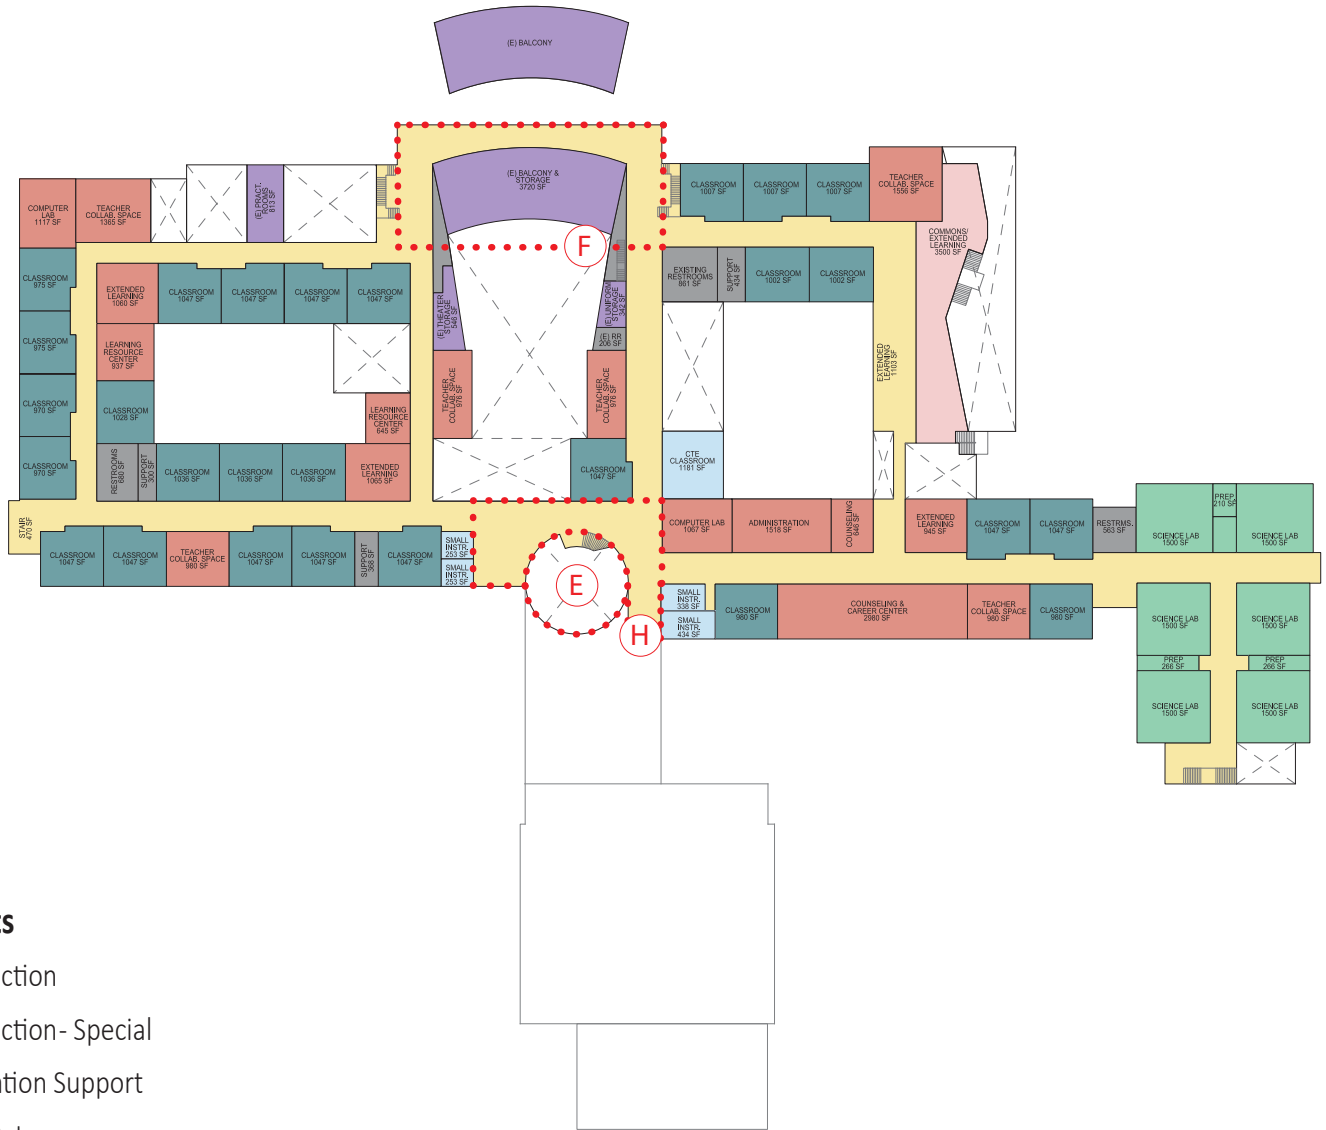 (E) BALCONY
(E) BALCONY &
STORAGE
3720 SF
F
COMPUTER
LAB
1117 SF
TEACHER
COLLAB. SPACE
1365 SF
(E) PRACT.
ROOMS
813 SF
CLASSROOM
1007 SF
CLASSROOM
1007 SF
CLASSROOM
1007 SF
TEACHER
COLLAB. SPACE
1556 SF
COMMONS/
EXTENDED
LEARNING
3500 SF
CLASSROOM
975 SF
EXTENDED
LEARNING
1060 SF
CLASSROOM
1047 SF
CLASSROOM
1047 SF
CLASSROOM
1047 SF
CLASSROOM
1047 SF
(E) THEATER
STORAGE
546 SF
(E) UNIFORM
STORAGE
342 SF
(E) RR
206 SF
EXISTING
RESTROOMS
861 SF
SUPPORT
434 SF
CLASSROOM
1002 SF
CLASSROOM
1002 SF
CLASSROOM
975 SF
LEARNING
RESOURCE
CENTER
937 SF
EXTENDED
LEARNING
1103 SF
CLASSROOM
970 SF
CLASSROOM
1028 SF
LEARNING
RESOURCE
CENTER
645 SF
TEACHER
COLLAB. SPACE
976 SF
TEACHER
COLLAB. SPACE
976 SF
CLASSROOM
970 SF
RESTROOMS
680 SF
SUPPORT
300 SF
CLASSROOM
1036 SF
CLASSROOM
1036 SF
CLASSROOM
1036 SF
EXTENDED
LEARNING
1065 SF
CLASSROOM
1047 SF
CTE
CLASSROOM
1181 SF
STAIR
470 SF
COMPUTER LAB
1067 SF
ADMINISTRATION
1518 SF
COUNSELING
646 SF
EXTENDED
LEARNING
945 SF
CLASSROOM
1047 SF
CLASSROOM
1047 SF
RESTRMS.
563 SF
SCIENCE LAB
1500 SF
PREP
210 SF
SCIENCE LAB
1500 SF
CLASSROOM
1047 SF
CLASSROOM
1047 SF
TEACHER
COLLAB. SPACE
980 SF
CLASSROOM
1047 SF
CLASSROOM
1047 SF
SUPPORT
368 SF
CLASSROOM
1047 SF
SMALL
INSTR.
253 SF
SMALL
INSTR.
253 SF
E
H
SMALL
INSTR.
338 SF
SMALL
INSTR.
434 SF
CLASSROOM
980 SF
COUNSELING &
CAREER CENTER
2980 SF
TEACHER
COLLAB. SPACE
980 SF
CLASSROOM
980 SF
SCIENCE LAB
1500 SF
SCIENCE LAB
1500 SF
PREP
266 SF
PREP
266 SF
SCIENCE LAB
1500 SF
SCIENCE LAB
1500 SF
ction
ction - Special
ation Support